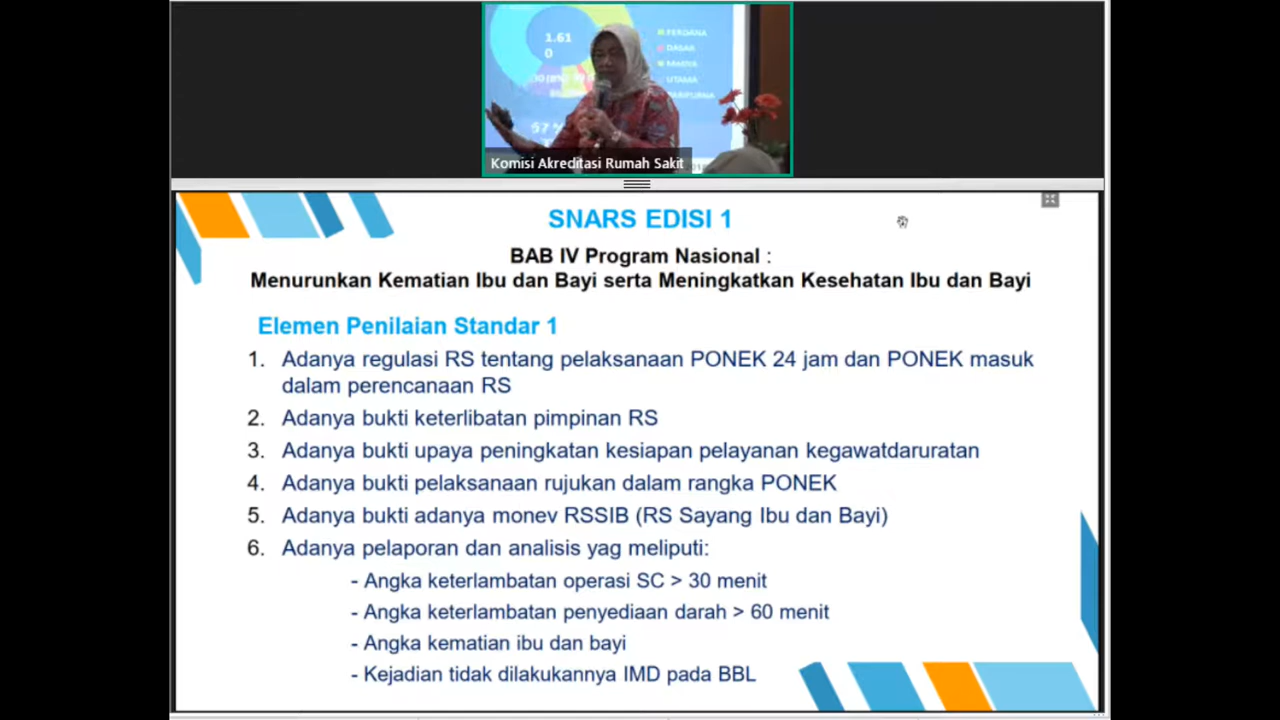 1.61
0
PERDANA
DASAR
MADYA
UTAMA
PARIPURNA
57 %
Komisi Akreditasi Rumah Sakit
SNARS EDISI 1
BAB IV Program Nasional :
Menurunkan Kematian Ibu dan Bayi serta Meningkatkan Kesehatan Ibu dan Bayi
Elemen Penilaian Standar 1
1. Adanya regulasi RS tentang pelaksanaan PONEK 24 jam dan PONEK masuk
dalam perencanaan RS
2. Adanya bukti keterlibatan pimpinan RS
3. Adanya bukti upaya peningkatan kesiapan pelayanan kegawatdaruratan
4. Adanya bukti pelaksanaan rujukan dalam rangka PONEK
5. Adanya bukti adanya monev RSSIB (RS Sayang Ibu dan Bayi)
6. Adanya pelaporan dan analisis yag meliputi:
- Angka keterlambatan operasi SC > 30 menit
- Angka keterlambatan penyediaan darah > 60 menit
- Angka kematian ibu dan bayi
- Kejadian tidak dilakukannya IMD pada BBL